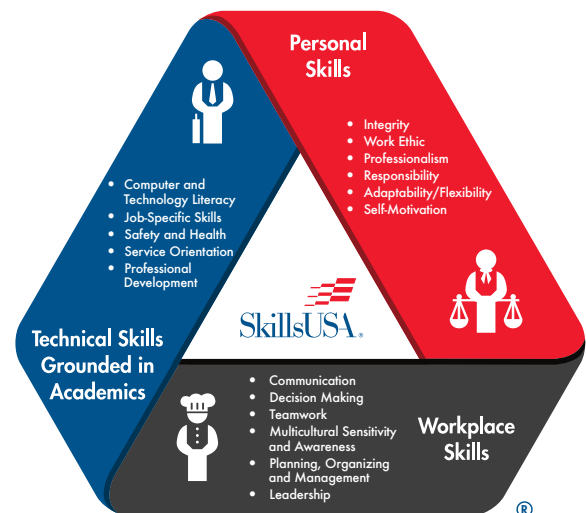 Personal
Skills
• Integrity
• Work Ethic
• Professionalism
• Responsibility
• Adaptability/Flexibility
• Self-Motivation
• Computer and
Technology Literacy
• Job-Specific Skills
• Safety and Health
• Service Orientation
• Professional
Development
Technical Skills
Grounded in
Academics
SkillsUSA®
• Communication
• Decision Making
• Teamwork
• Multicultural Sensitivity
and Awareness
• Planning, Organizing
and Management
• Leadership
Workplace
Skills
®